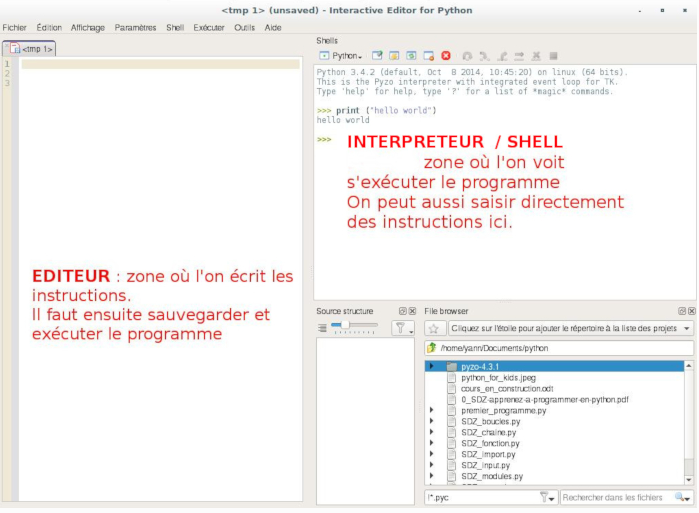 <tmp 1> (unsaved) - Interactive Editor for Python
Fichier Édition Affichage Paramètres Shell Exécuter Outils Aide
<tmp 1>
1
2
3
EDITEUR : zone où l'on écrit les
instructions.
Il faut ensuite sauvegarder et
exécuter le programme
Shells
Python
Python 3.4.2 (default, Oct 8 2014, 10:45:20) on linux (64 bits).
This is the Pyzo interpreter with integrated event loop for TK.
Type 'help' for help, type '?' for a list of *magic* commands.
>>> print ("hello world")
hello world
>>>
INTERPRETEUR / SHELL
zone où l'on voit
s'exécuter le programme
On peut aussi saisir directement
des instructions ici.
Source structure
File browser
Cliquez sur l'étoile pour ajouter le répertoire à la liste des projets
/home/yann/Documents/python
pyzo-4.3.1
python_for_kids.jpeg
cours_en_construction.odt
0_SDZ-apprenez-a-programmer-en-python.pdf
premier_programme.py
SDZ_boucles.py
SDZ_chaine.py
SDZ_fonction.py
SDZ_import.py
SDZ_input.py
SDZ_modules.py
!*.pyc
Rechercher dans les fichiers